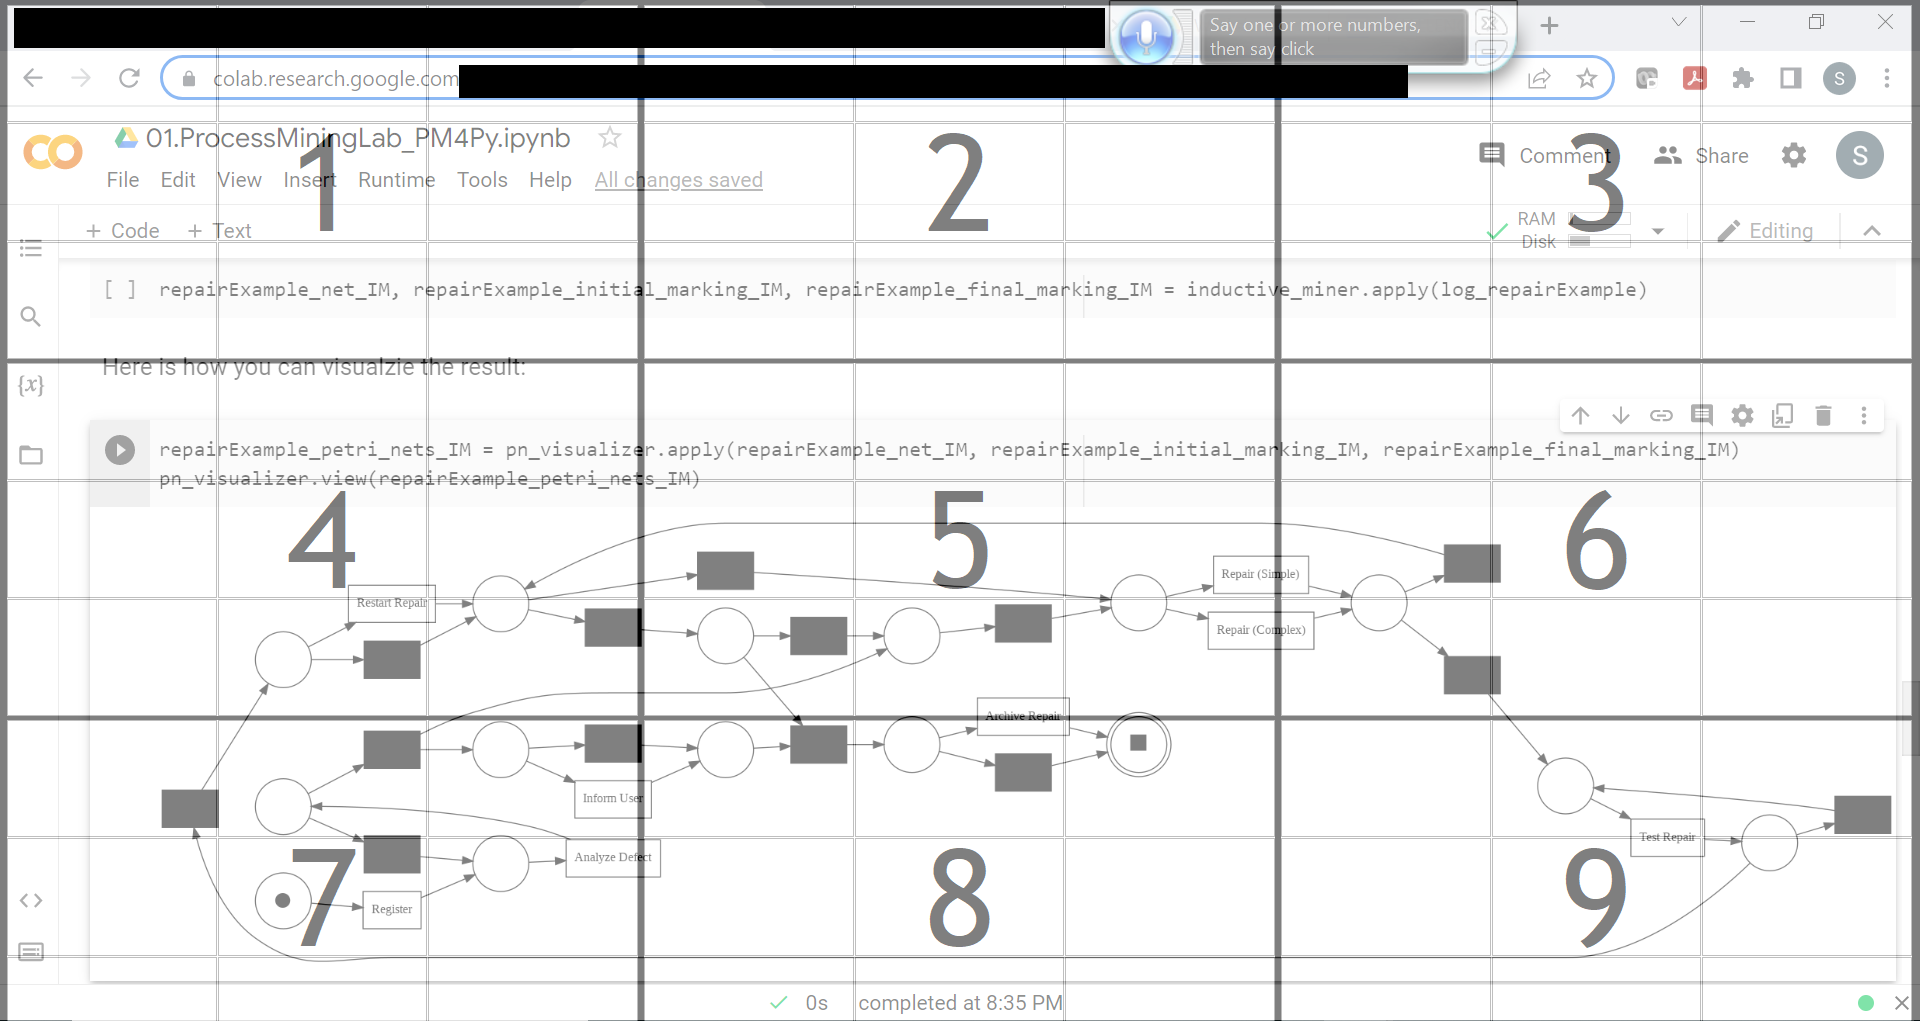 Say one or more numbers,
then say click
colab.research.google.com
S
01.ProcessMiningLab_PM4Py.ipynb
Comment
Share
S
File Edit View Insert Runtime Tools Help All changes saved
1
2
3
+ Code + Text
RAM
Disk
Editing
[ ] repairExample_net_IM, repairExample_initial_marking_IM, repairExample_final_marking_IM = inductive_miner.apply(log_repairExample)
Here is how you can visualzie the result:
{x}
repairExample_petri_nets_IM = pn_visualizer.apply(repairExample_net_IM, repairExample_initial_marking_IM, repairExample_final_marking_IM)
pn_visualizer.view(repairExample_petri_nets_IM)
4
5
6
Repair (Simple)
Restart Repair
Repair (Complex)
Archive Repair
Inform User
Test Repair
Analyze Defect
Register
7
8
9
0s completed at 8:35 PM